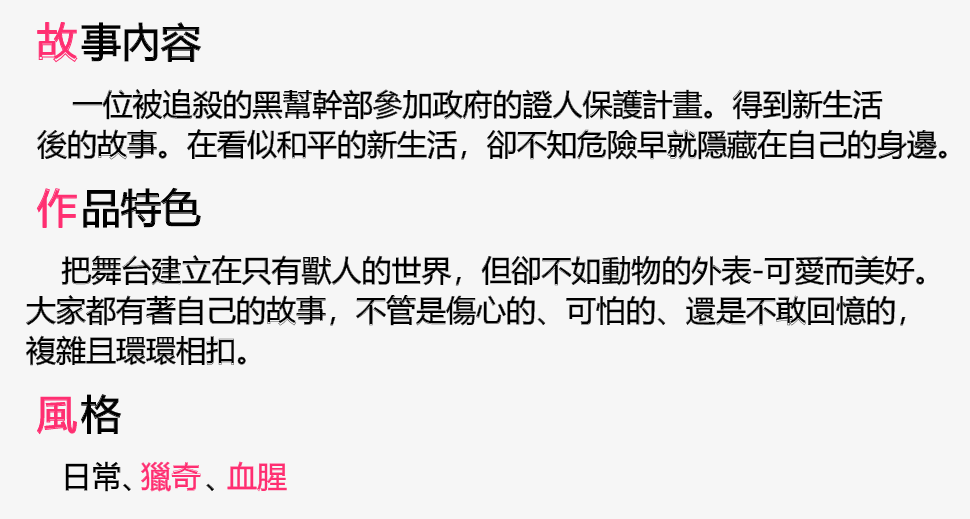 故事內容
一位被追殺的黑幫幹部參加政府的證人保護計畫。得到新生活
後的故事。在看似和平的新生活，卻不知危險早就隱藏在自己的身邊。
作品特色
把舞台建立在只有獸人的世界，但卻不如動物的外表-可愛而美好。
大家都有著自己的故事，不管是傷心的、可怕的、還是不敢回憶的，
複雜且環環相扣。
風格
日常、獵奇、血腥